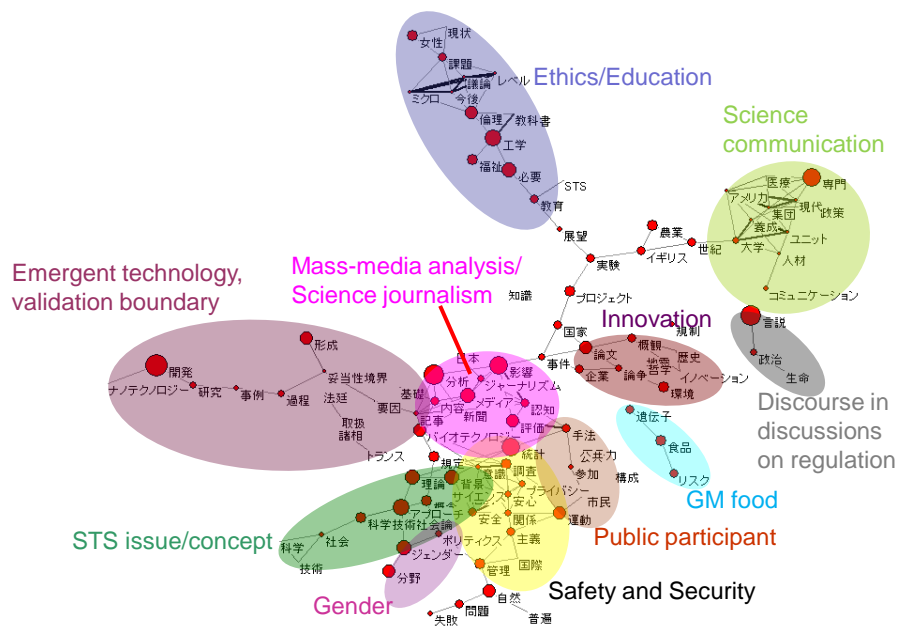 現状
女性
課題
議論
レベル
ミクロ
今後
倫理
教科書
工学
福祉
必要
STS
教育
展望
Ethics/Education
Science
communication
医療
専門
アメリカ
現代
集団
政策
養成
大学
ユニット
人材
コミュニケーション
農業
世紀
イギリス
実験
知識
プロジェクト
国家
事件
Emergent technology,
validation boundary
Mass-media analysis/
Science journalism
Innovation
規制
概観
論文
地震
歴史
企業
論争
哲学
イノベーション
環境
言説
政治
生命
Discourse in
discussions
on regulation
形成
開発
ナノテクノロジー
研究
事例
過程
妥当性境界
法廷
要因
取扱
諸相
トランス
日本
影響
分析
ジャーナリズム
基礎
内容
メディア
記事
新聞
認知
評価
バイオテクノロジー
統計
手法
公共
力
参加
構成
市民
運動
Public participant
遺伝子
食品
リスク
GM food
規定
理論
背景
意識
調査
サイエンス
プライバシー
安心
アプローチ
科学技術社会論
安全
関係
科学
社会
技術
ポリティクス
主義
ジェンダー
国際
分野
管理
STS issue/concept
Gender
Safety and Security
自然
問題
失敗
普遍